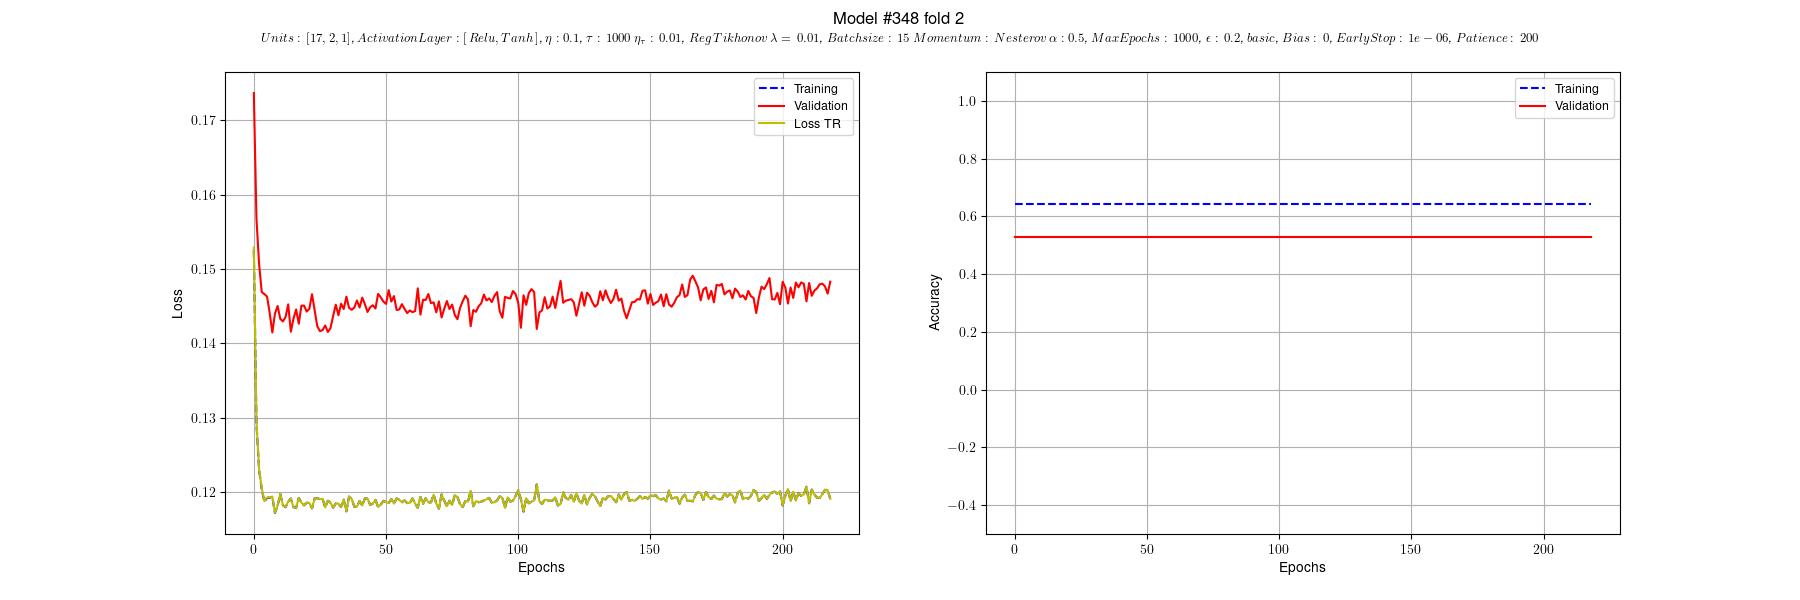 Model #348 fold 2
Units : [17, 2, 1], ActivationLayer : [ Relu, Tanh ], η : 0.1, τ : 1000 ητ : 0.01, Reg Tikhonov λ = 0.01, Batchsize : 15 Momentum : Nesterov α : 0.5, MaxEpochs : 1000, ϵ : 0.2, basic, Bias : 0, EarlyStop : 1e − 06, Patience : 200
Training
Validation
Loss TR
0.17
0.16
0.15
0.14
0.13
0.12
Loss
0 50 100 150 200
Epochs
Training
Validation
1.0
0.8
0.6
0.4
0.2
0.0
−0.2
−0.4
Accuracy
0 50 100 150 200
Epochs